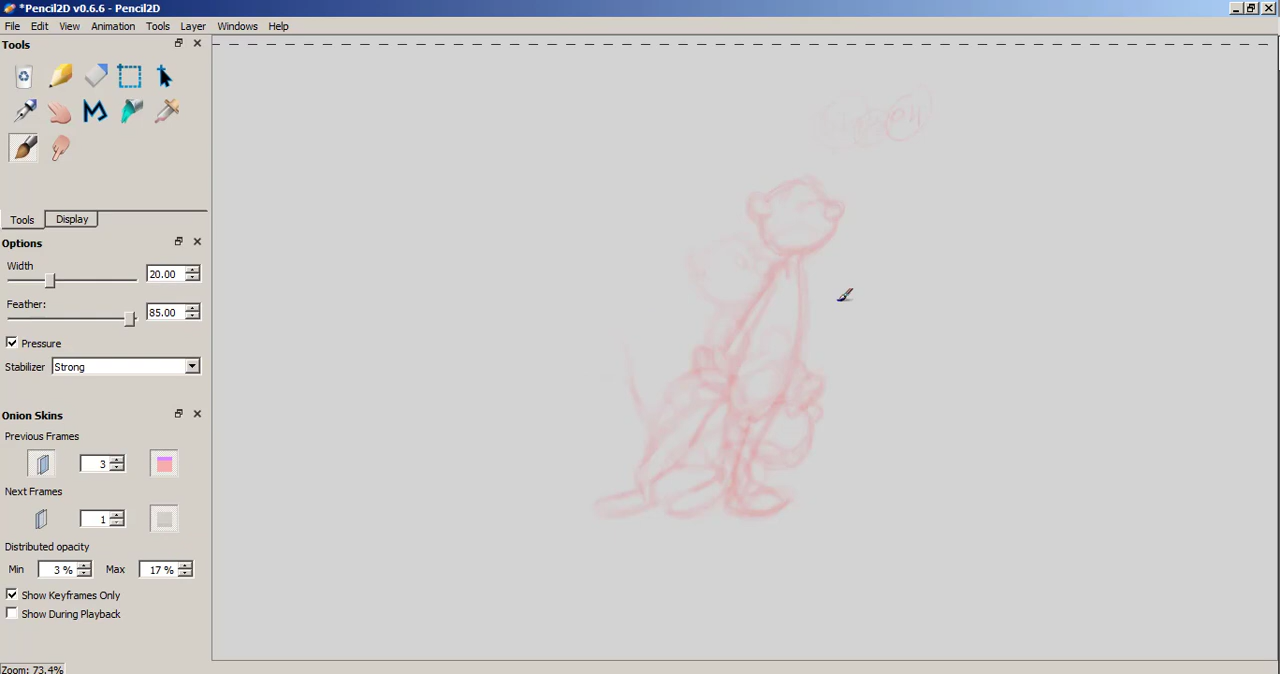 *Pencil2D v0.6.6 - Pencil2D
File Edit View Animation Tools Layer Windows Help
Tools
Tools Display
Options
Width
20.00
Feather:
85.00
Pressure
Stabilizer Strong
Onion Skins
Previous Frames
3
Next Frames
1
Distributed opacity
Min 3 % Max 17 %
Show Keyframes Only
Show During Playback
Zoom: 73.4%